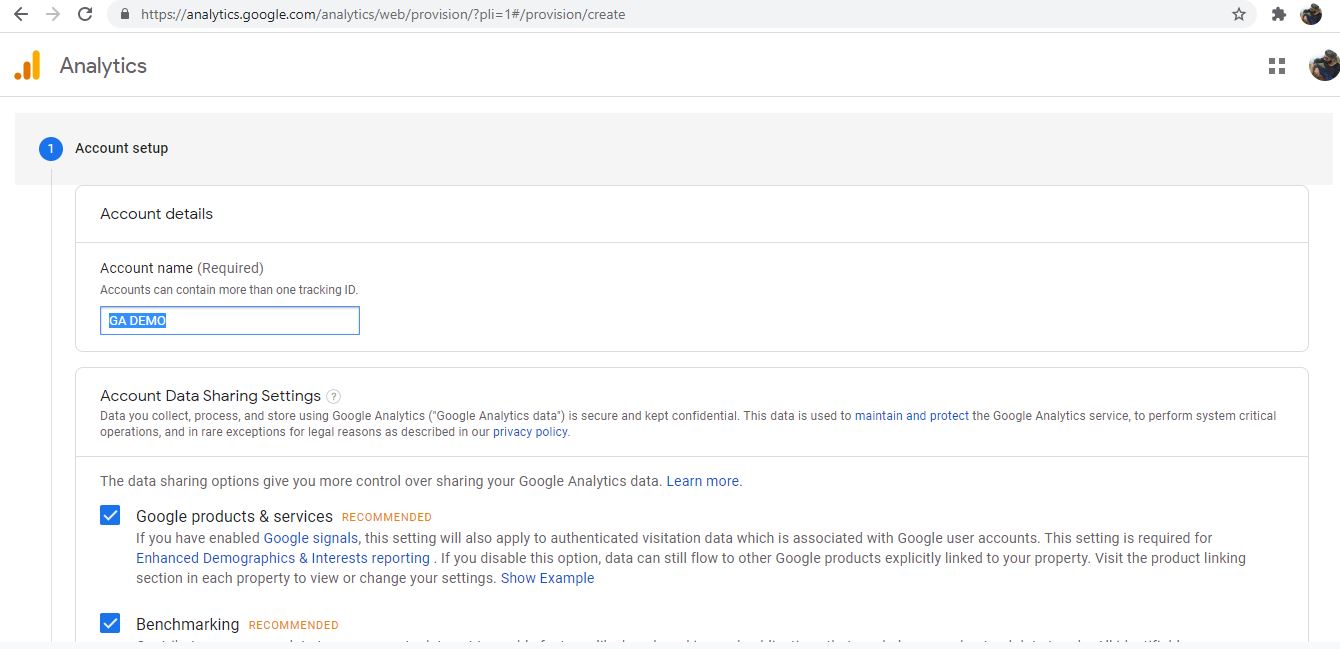 https://analytics.google.com/analytics/web/provision/?pli=1#/provision/create
Analytics
1 Account setup
Account details
Account name (Required)
Accounts can contain more than one tracking ID.
GA DEMO
Account Data Sharing Settings ?
Data you collect, process, and store using Google Analytics ("Google Analytics data") is secure and kept confidential. This data is used to maintain and protect the Google Analytics service, to perform system critical
operations, and in rare exceptions for legal reasons as described in our privacy policy.
The data sharing options give you more control over sharing your Google Analytics data. Learn more.
Google products & services RECOMMENDED
If you have enabled Google signals, this setting will also apply to authenticated visitation data which is associated with Google user accounts. This setting is required for
Enhanced Demographics & Interests reporting . If you disable this option, data can still flow to other Google products explicitly linked to your property. Visit the product linking
section in each property to view or change your settings. Show Example
Benchmarking RECOMMENDED